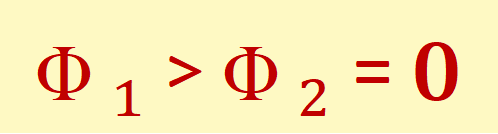 Φ ₁ > Φ ₂ = 0